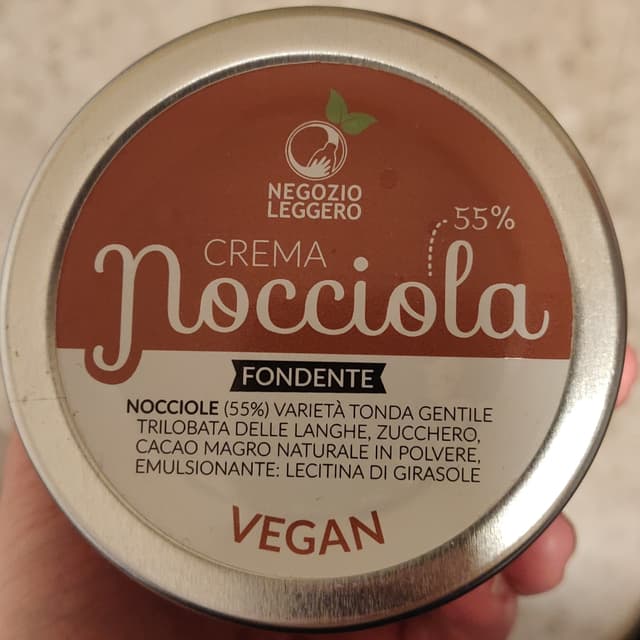 NEGOZIO
LEGGERO
55%
CREMA
Nocciola
FONDENTE
NOCCIOLE (55%) VARIETÀ TONDA GENTILE
TRILOBATA DELLE LANGHE, ZUCCHERO,
CACAO MAGRO NATURALE IN POLVERE,
EMULSIONANTE: LECITINA DI GIRASOLE
VEGAN